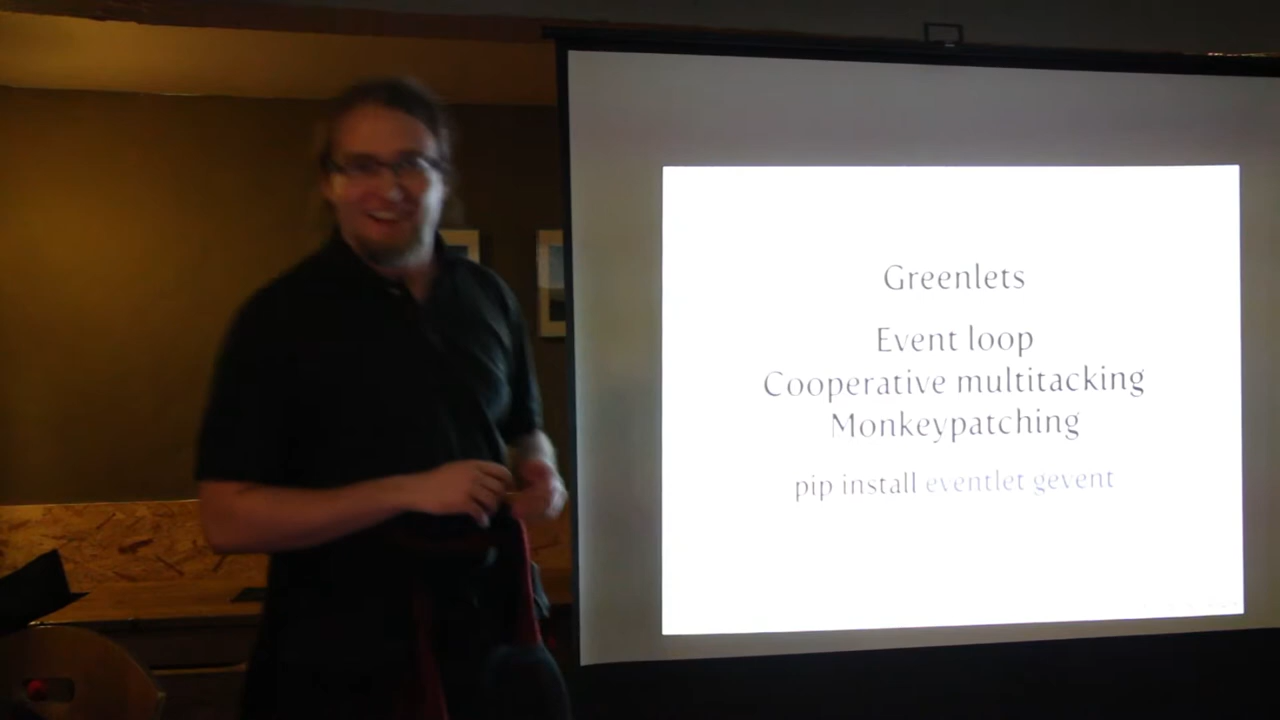 Greenlets
Event loop
Cooperative multitacking
Monkeypatching
pip install eventlet gevent